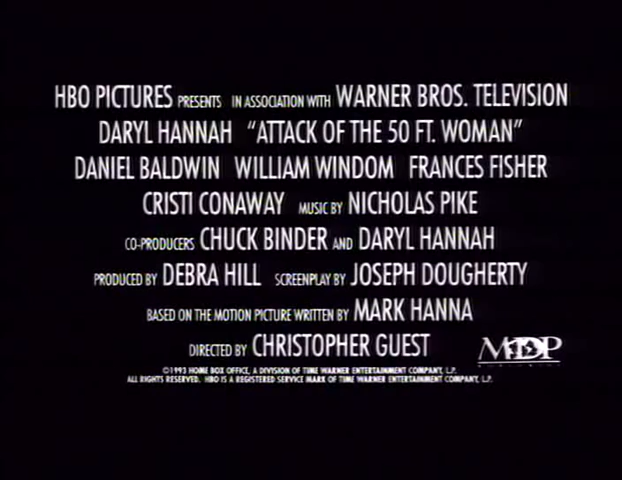 HBO PICTURES PRESENTS IN ASSOCIATION WITH WARNER BROS. TELEVISION
DARYL HANNAH "ATTACK OF THE 50 FT. WOMAN"
DANIEL BALDWIN WILLIAM WINDOM FRANCES FISHER
CRISTI CONAWAY MUSIC BY NICHOLAS PIKE
CO-PRODUCERS CHUCK BINDER AND DARYL HANNAH
PRODUCED BY DEBRA HILL SCREENPLAY BY JOSEPH DOUGHERTY
BASED ON THE MOTION PICTURE WRITTEN BY MARK HANNA
DIRECTED BY CHRISTOPHER GUEST
MDP
©1993 HOME BOX OFFICE, A DIVISION OF TIME WARNER ENTERTAINMENT COMPANY, L.P.
ALL RIGHTS RESERVED. HBO IS A REGISTERED SERVICE MARK OF TIME WARNER ENTERTAINMENT COMPANY, L.P.